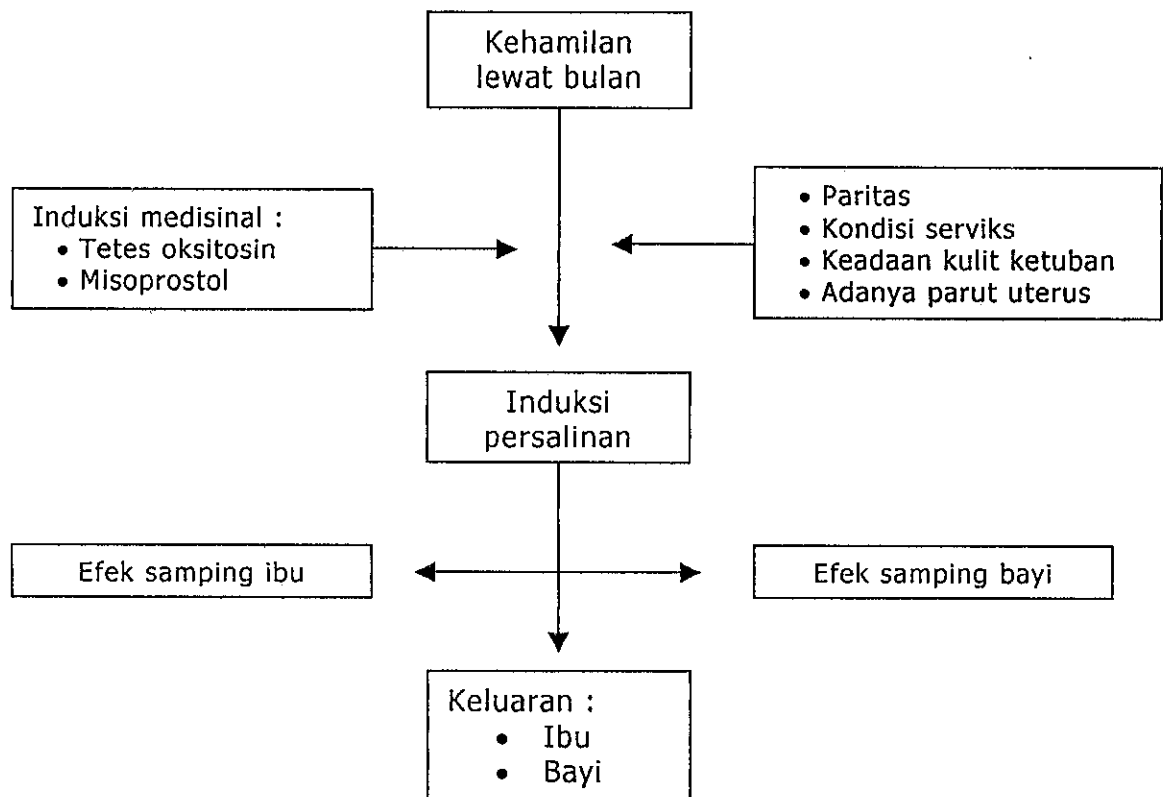 Kehamilan
lewat bulan
Induksi medisinal :
• Tetes oksitosin
• Misoprostol
• Paritas
• Kondisi serviks
• Keadaan kulit ketuban
• Adanya parut uterus
Induksi
persalinan
Efek samping ibu
Efek samping bayi
Keluaran :
• Ibu
• Bayi